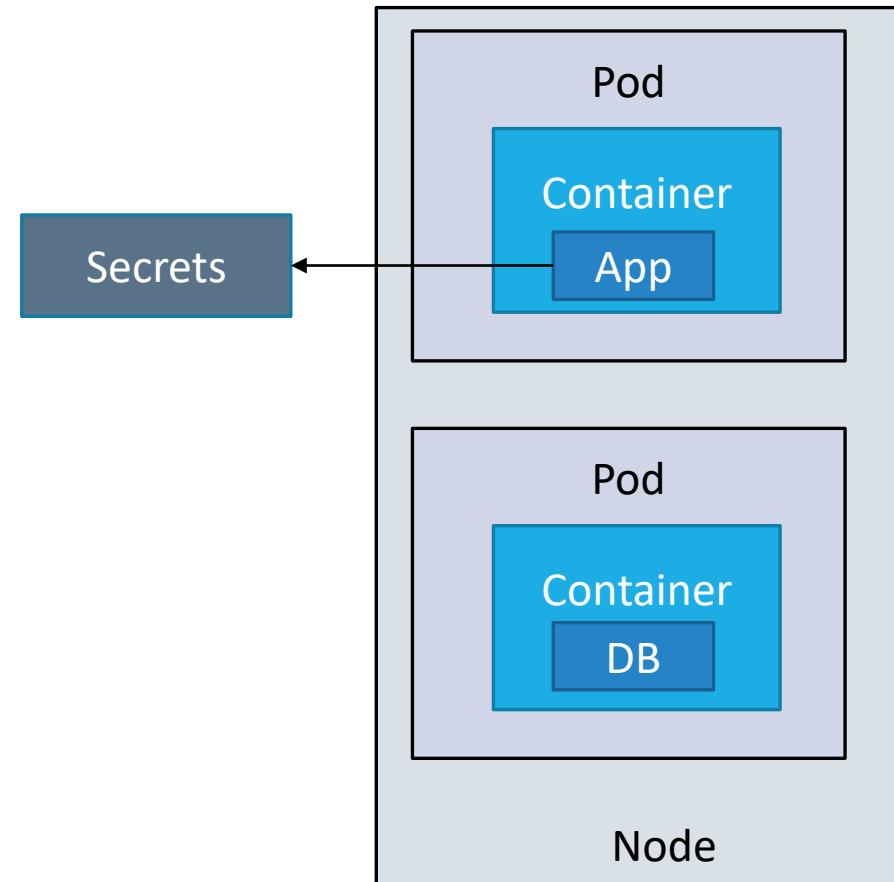 Pod
Container
Secrets
App
Pod
Container
DB
Node